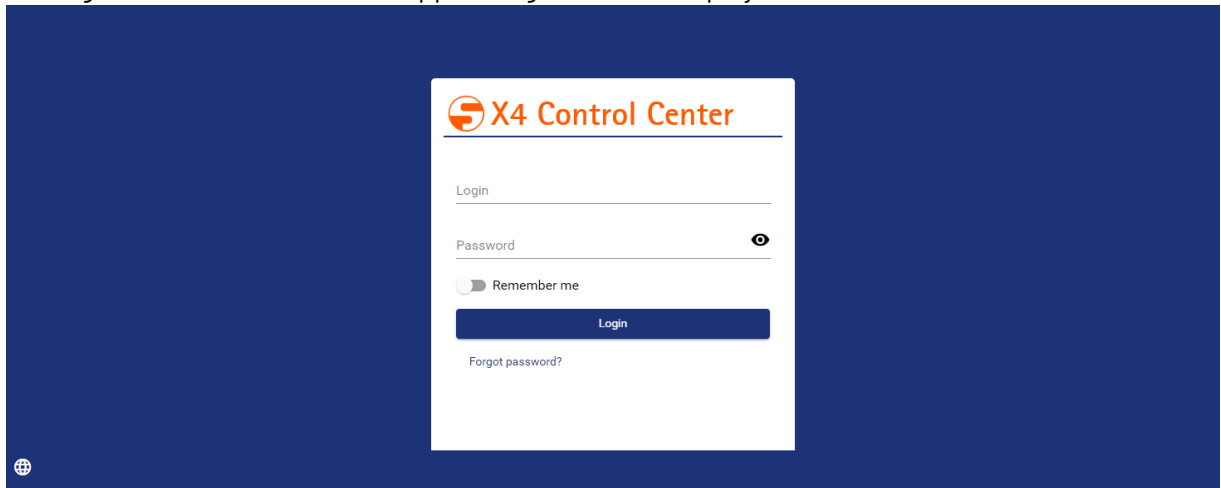 X4 Control Center
Login
Password
Remember me
Login
Forgot password?